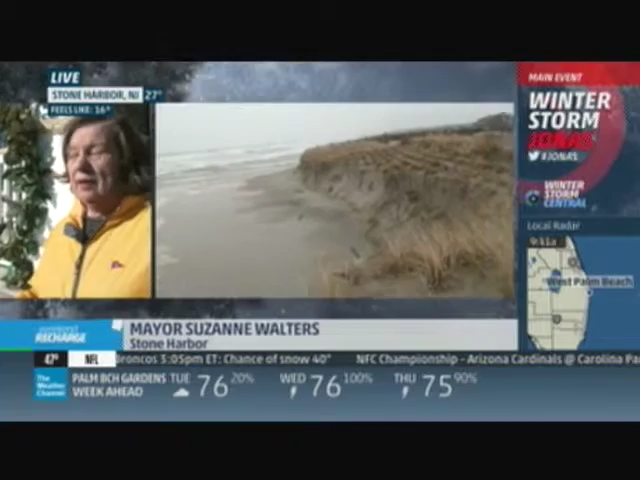 LIVE
STONE HARBOR, NJ 27°
FEELS LIKE: 16°
MAIN EVENT
WINTER
STORM
JONAS
#JONAS
WINTER
STORM
CENTRAL
Local Radar
West Palm Beach
RECHARGE
MAYOR SUZANNE WALTERS
Stone Harbor
47° NFL Broncos 3:05pm ET: Chance of snow 40° NFC Championship - Arizona Cardinals @ Carolina Pa
The
Weather
Channel
PALM BCH GARDENS
WEEK AHEAD
TUE 76 20% WED 76 100% THU 75 90%